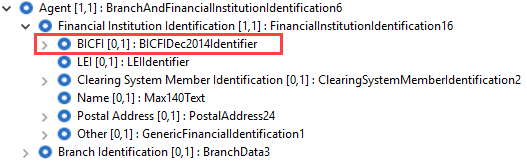 Agent [1,1] : BranchAndFinancialInstitutionIdentification6
Financial Institution Identification [1,1] : FinancialInstitutionIdentification16
BICFI [0,1] : BICFIDec2014Identifier
LEI [0,1] : LEIIdentifier
Clearing System Member Identification [0,1] : ClearingSystemMemberIdentification2
Name [0,1] : Max140Text
Postal Address [0,1] : PostalAddress24
Other [0,1] : GenericFinancialIdentification1
Branch Identification [0,1] : BranchData3